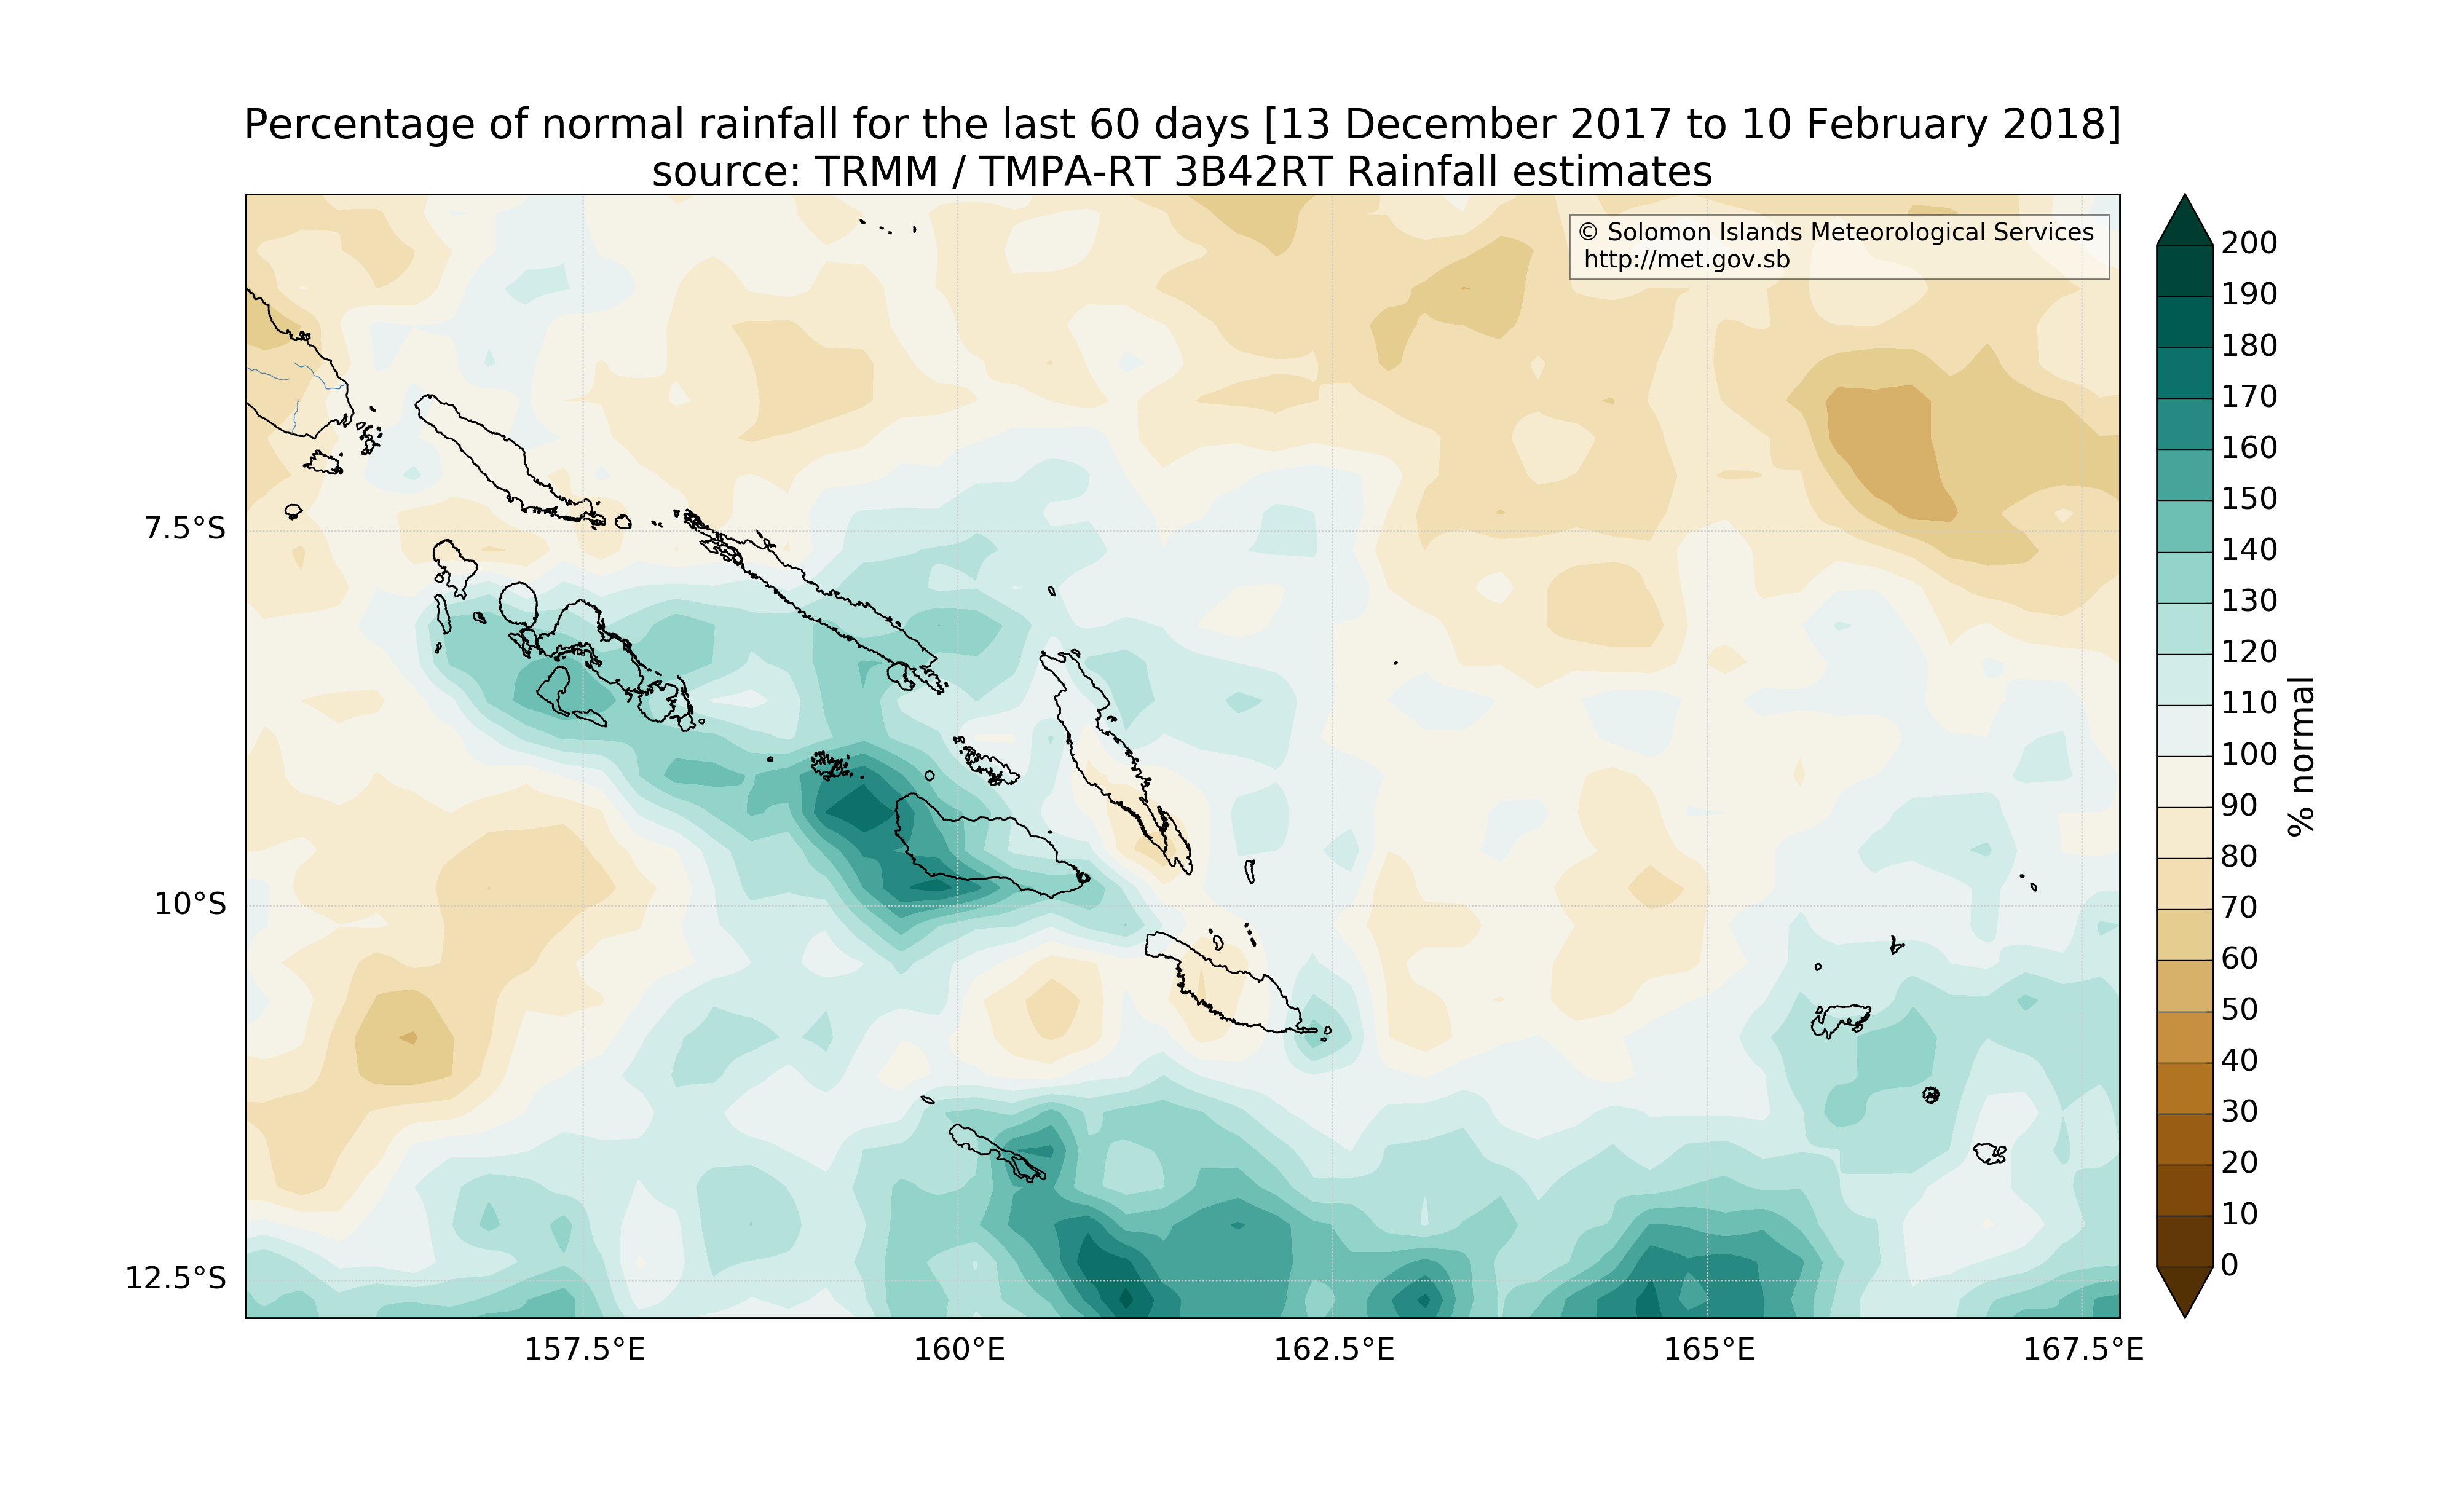 Percentage of normal rainfall for the last 60 days [13 December 2017 to 10 February 2018]
source: TRMM / TMPA-RT 3B42RT Rainfall estimates
© Solomon Islands Meteorological Services
http://met.gov.sb
7.5°S
10°S
12.5°S
157.5°E
160°E
162.5°E
165°E
167.5°E
200
190
180
170
160
150
140
130
120
110
100
90
80
70
60
50
40
30
20
10
0
% normal